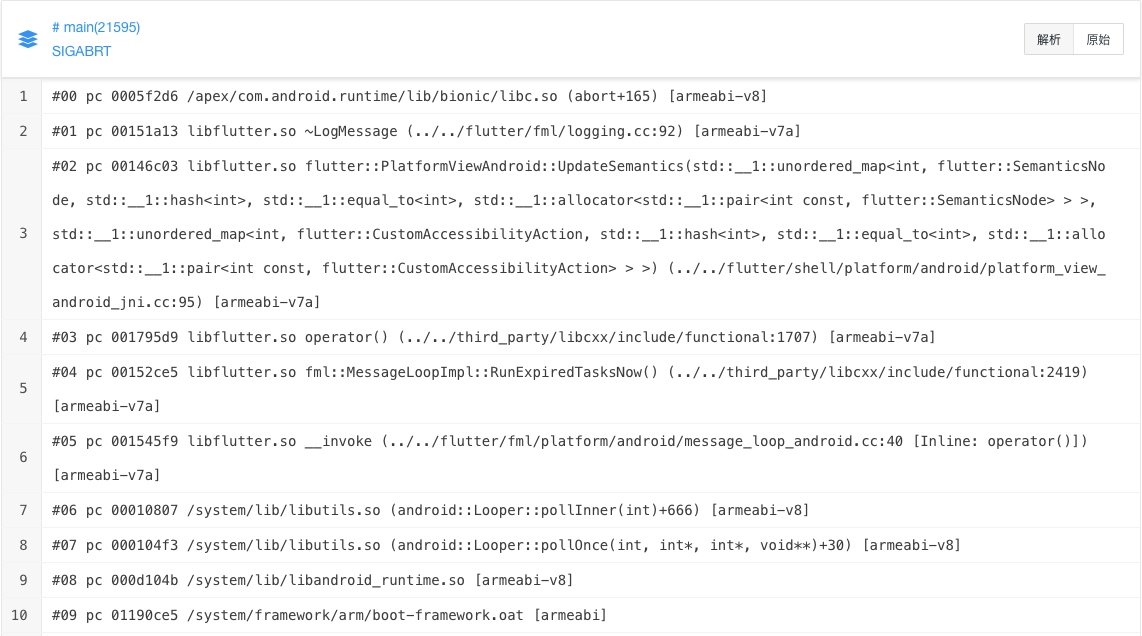 # main(21595)
SIGABRT
解析 原始
1 #00 pc 0005f2d6 /apex/com.android.runtime/lib/bionic/libc.so (abort+165) [armeabi-v8]
2 #01 pc 00151a13 libflutter.so ~LogMessage (../../flutter/fml/logging.cc:92) [armeabi-v7a]
#02 pc 00146c03 libflutter.so flutter::PlatformViewAndroid::UpdateSemantics(std::__1::unordered_map<int, flutter::SemanticsNo
de, std::__1::hash<int>, std::__1::equal_to<int>, std::__1::allocator<std::__1::pair<int const, flutter::SemanticsNode> > >,
3 std::__1::unordered_map<int, flutter::CustomAccessibilityAction, std::__1::hash<int>, std::__1::equal_to<int>, std::__1::allo
cator<std::__1::pair<int const, flutter::CustomAccessibilityAction> > >) (../../flutter/shell/platform/android/platform_view_
android_jni.cc:95) [armeabi-v7a]
4 #03 pc 001795d9 libflutter.so operator() (../../third_party/libcxx/include/functional:1707) [armeabi-v7a]
5 #04 pc 00152ce5 libflutter.so fml::MessageLoopImpl::RunExpiredTasksNow() (../../third_party/libcxx/include/functional:2419)
[armeabi-v7a]
6 #05 pc 001545f9 libflutter.so __invoke (../../flutter/fml/platform/android/message_loop_android.cc:40 [Inline: operator()])
[armeabi-v7a]
7 #06 pc 00010807 /system/lib/libutils.so (android::Looper::pollInner(int)+666) [armeabi-v8]
8 #07 pc 000104f3 /system/lib/libutils.so (android::Looper::pollOnce(int, int*, int*, void**)+30) [armeabi-v8]
9 #08 pc 000d104b /system/lib/libandroid_runtime.so [armeabi-v8]
10 #09 pc 01190ce5 /system/framework/arm/boot-framework.oat [armeabi]